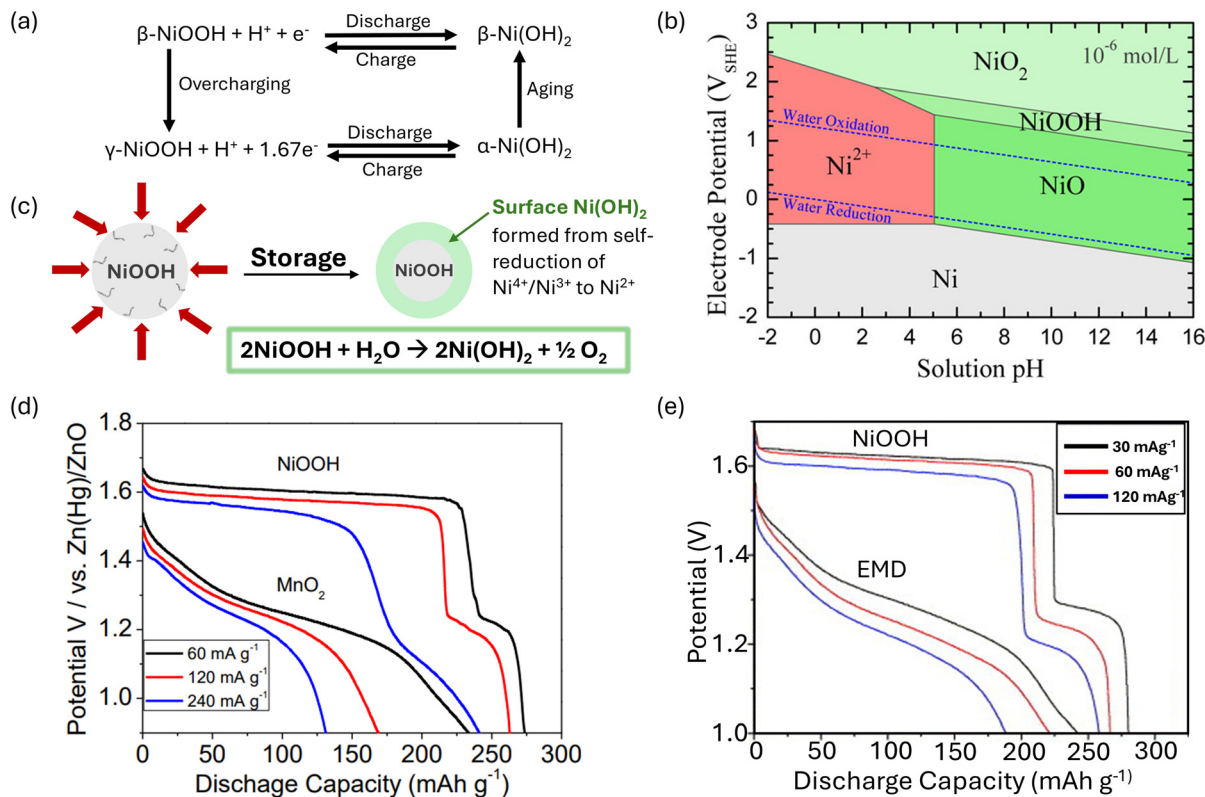 (a)
β-NiOOH + H⁺ + e⁻
Discharge
Charge
β-Ni(OH)₂
Overcharging
Aging
γ-NiOOH + H⁺ + 1.67e⁻
Discharge
Charge
α-Ni(OH)₂
(b)
Electrode Potential (V_SHE)
3
2
1
0
-1
-2
NiO₂
10⁻⁶ mol/L
NiOOH
Water Oxidation
Ni²⁺
NiO
Water Reduction
Ni
-2 0 2 4 6 8 10 12 14 16
Solution pH
(c)
NiOOH
Storage
NiOOH
Surface Ni(OH)₂
formed from self-
reduction of
Ni⁴⁺/Ni³⁺ to Ni²⁺
2NiOOH + H₂O → 2Ni(OH)₂ + ½ O₂
(d)
Potential V / vs. Zn(Hg)/ZnO
1.8
1.6
1.4
1.2
1.0
NiOOH
MnO₂
60 mA g⁻¹
120 mA g⁻¹
240 mA g⁻¹
0 50 100 150 200 250 300
Dischage Capacity (mAh g⁻¹)
(e)
Potential (V)
1.6
1.4
1.2
1.0
NiOOH
EMD
30 mAg⁻¹
60 mAg⁻¹
120 mAg⁻¹
0 50 100 150 200 250 300
Discharge Capacity (mAh g⁻¹)